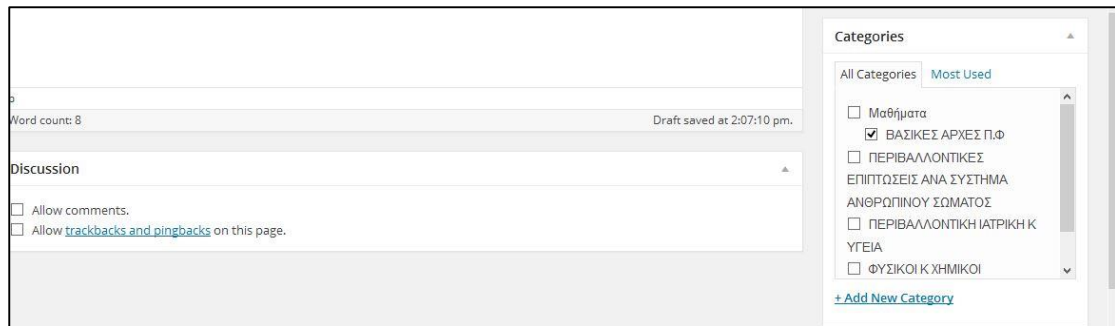 p
Word count: 8
Draft saved at 2:07:10 pm.
Discussion
Allow comments.
Allow trackbacks and pingbacks on this page.
Categories
All Categories
Most Used
Μαθήματα
ΒΑΣΙΚΕΣ ΑΡΧΕΣ Π.Φ
ΠΕΡΙΒΑΛΛΟΝΤΙΚΕΣ
ΕΠΙΠΤΩΣΕΙΣ ΑΝΑ ΣΥΣΤΗΜΑ
ΑΝΘΡΩΠΙΝΟΥ ΣΩΜΑΤΟΣ
ΠΕΡΙΒΑΛΛΟΝΤΙΚΗ ΙΑΤΡΙΚΗ Κ
ΥΓΕΙΑ
ΦΥΣΙΚΟΙ Κ ΧΗΜΙΚΟΙ
+ Add New Category